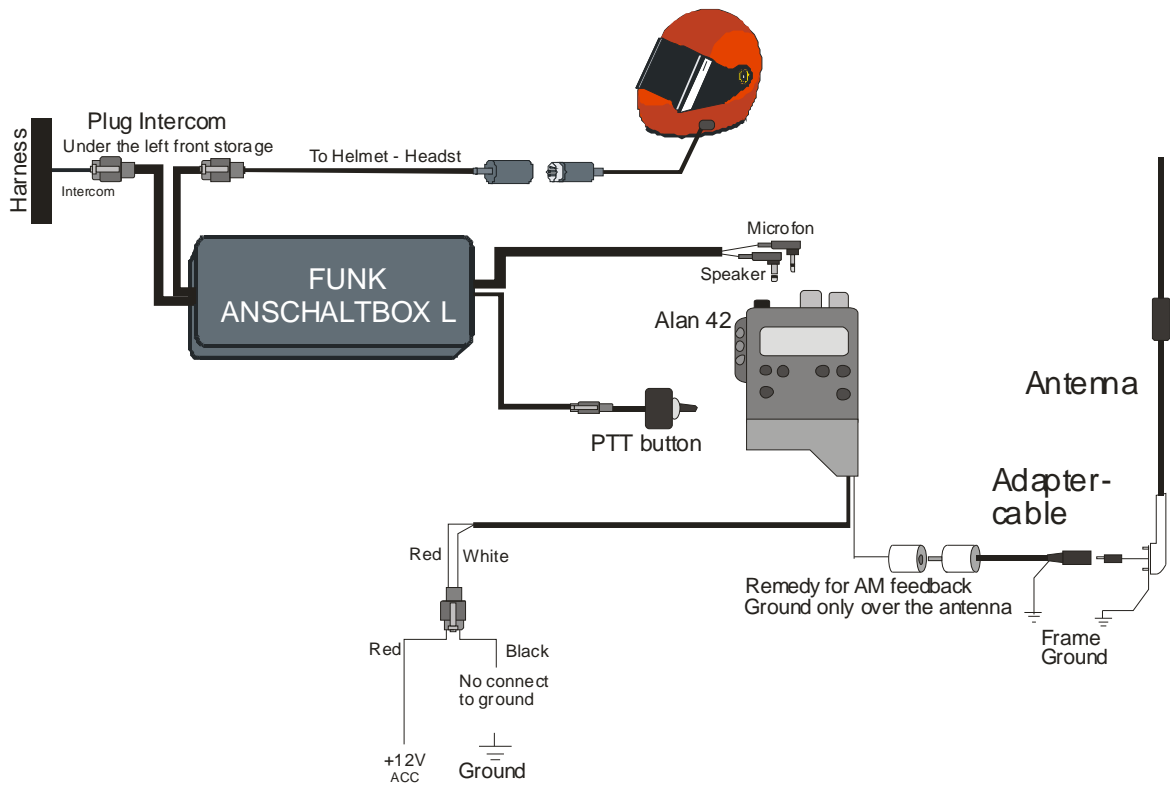 Plug Intercom
Under the left front storage
Harness
Intercom
To Helmet - Headst
FUNK
ANSCHALTBOX L
Microfon
Speaker
Alan 42
PTT button
Antenna
Adapter-
cable
Red
White
Remedy for AM feedback
Ground only over the antenna
Frame
Ground
Red
Black
No connect
to ground
+12V
ACC
Ground